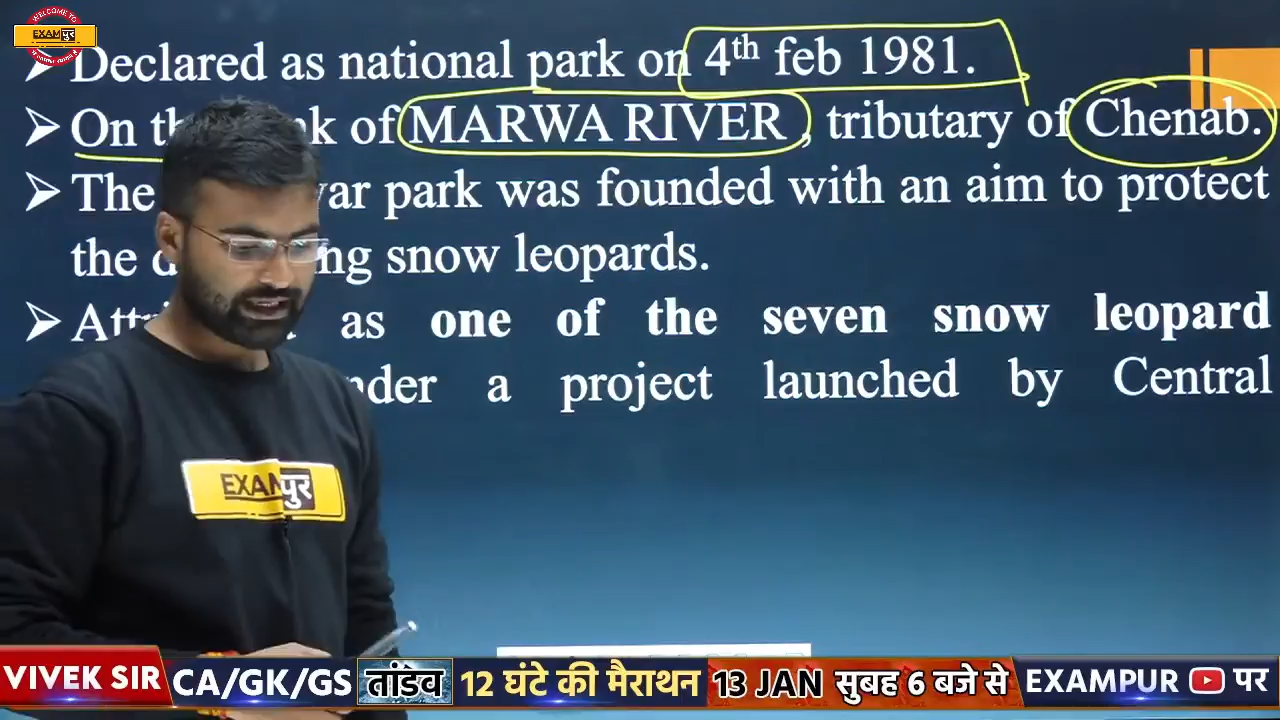 WELCOME TO
EXAMपुर
Declared as national park on 4th feb 1981.
On th nk of MARWA RIVER , tributary of Chenab.
The var park was founded with an aim to protect
the d ng snow leopards.
as one of the seven snow leopard
nder a project launched by Central
EXAMपुर
VIVEK SIR CA/GK/GS तांडव 12 घंटे की मैराथन 13 JAN सुबह 6 बजे से EXAMPUR पर